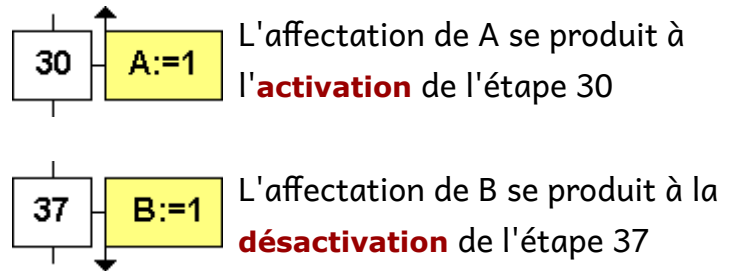 30
A:=1
L'affectation de A se produit à
l'activation de l'étape 30
37
B:=1
L'affectation de B se produit à la
désactivation de l'étape 37